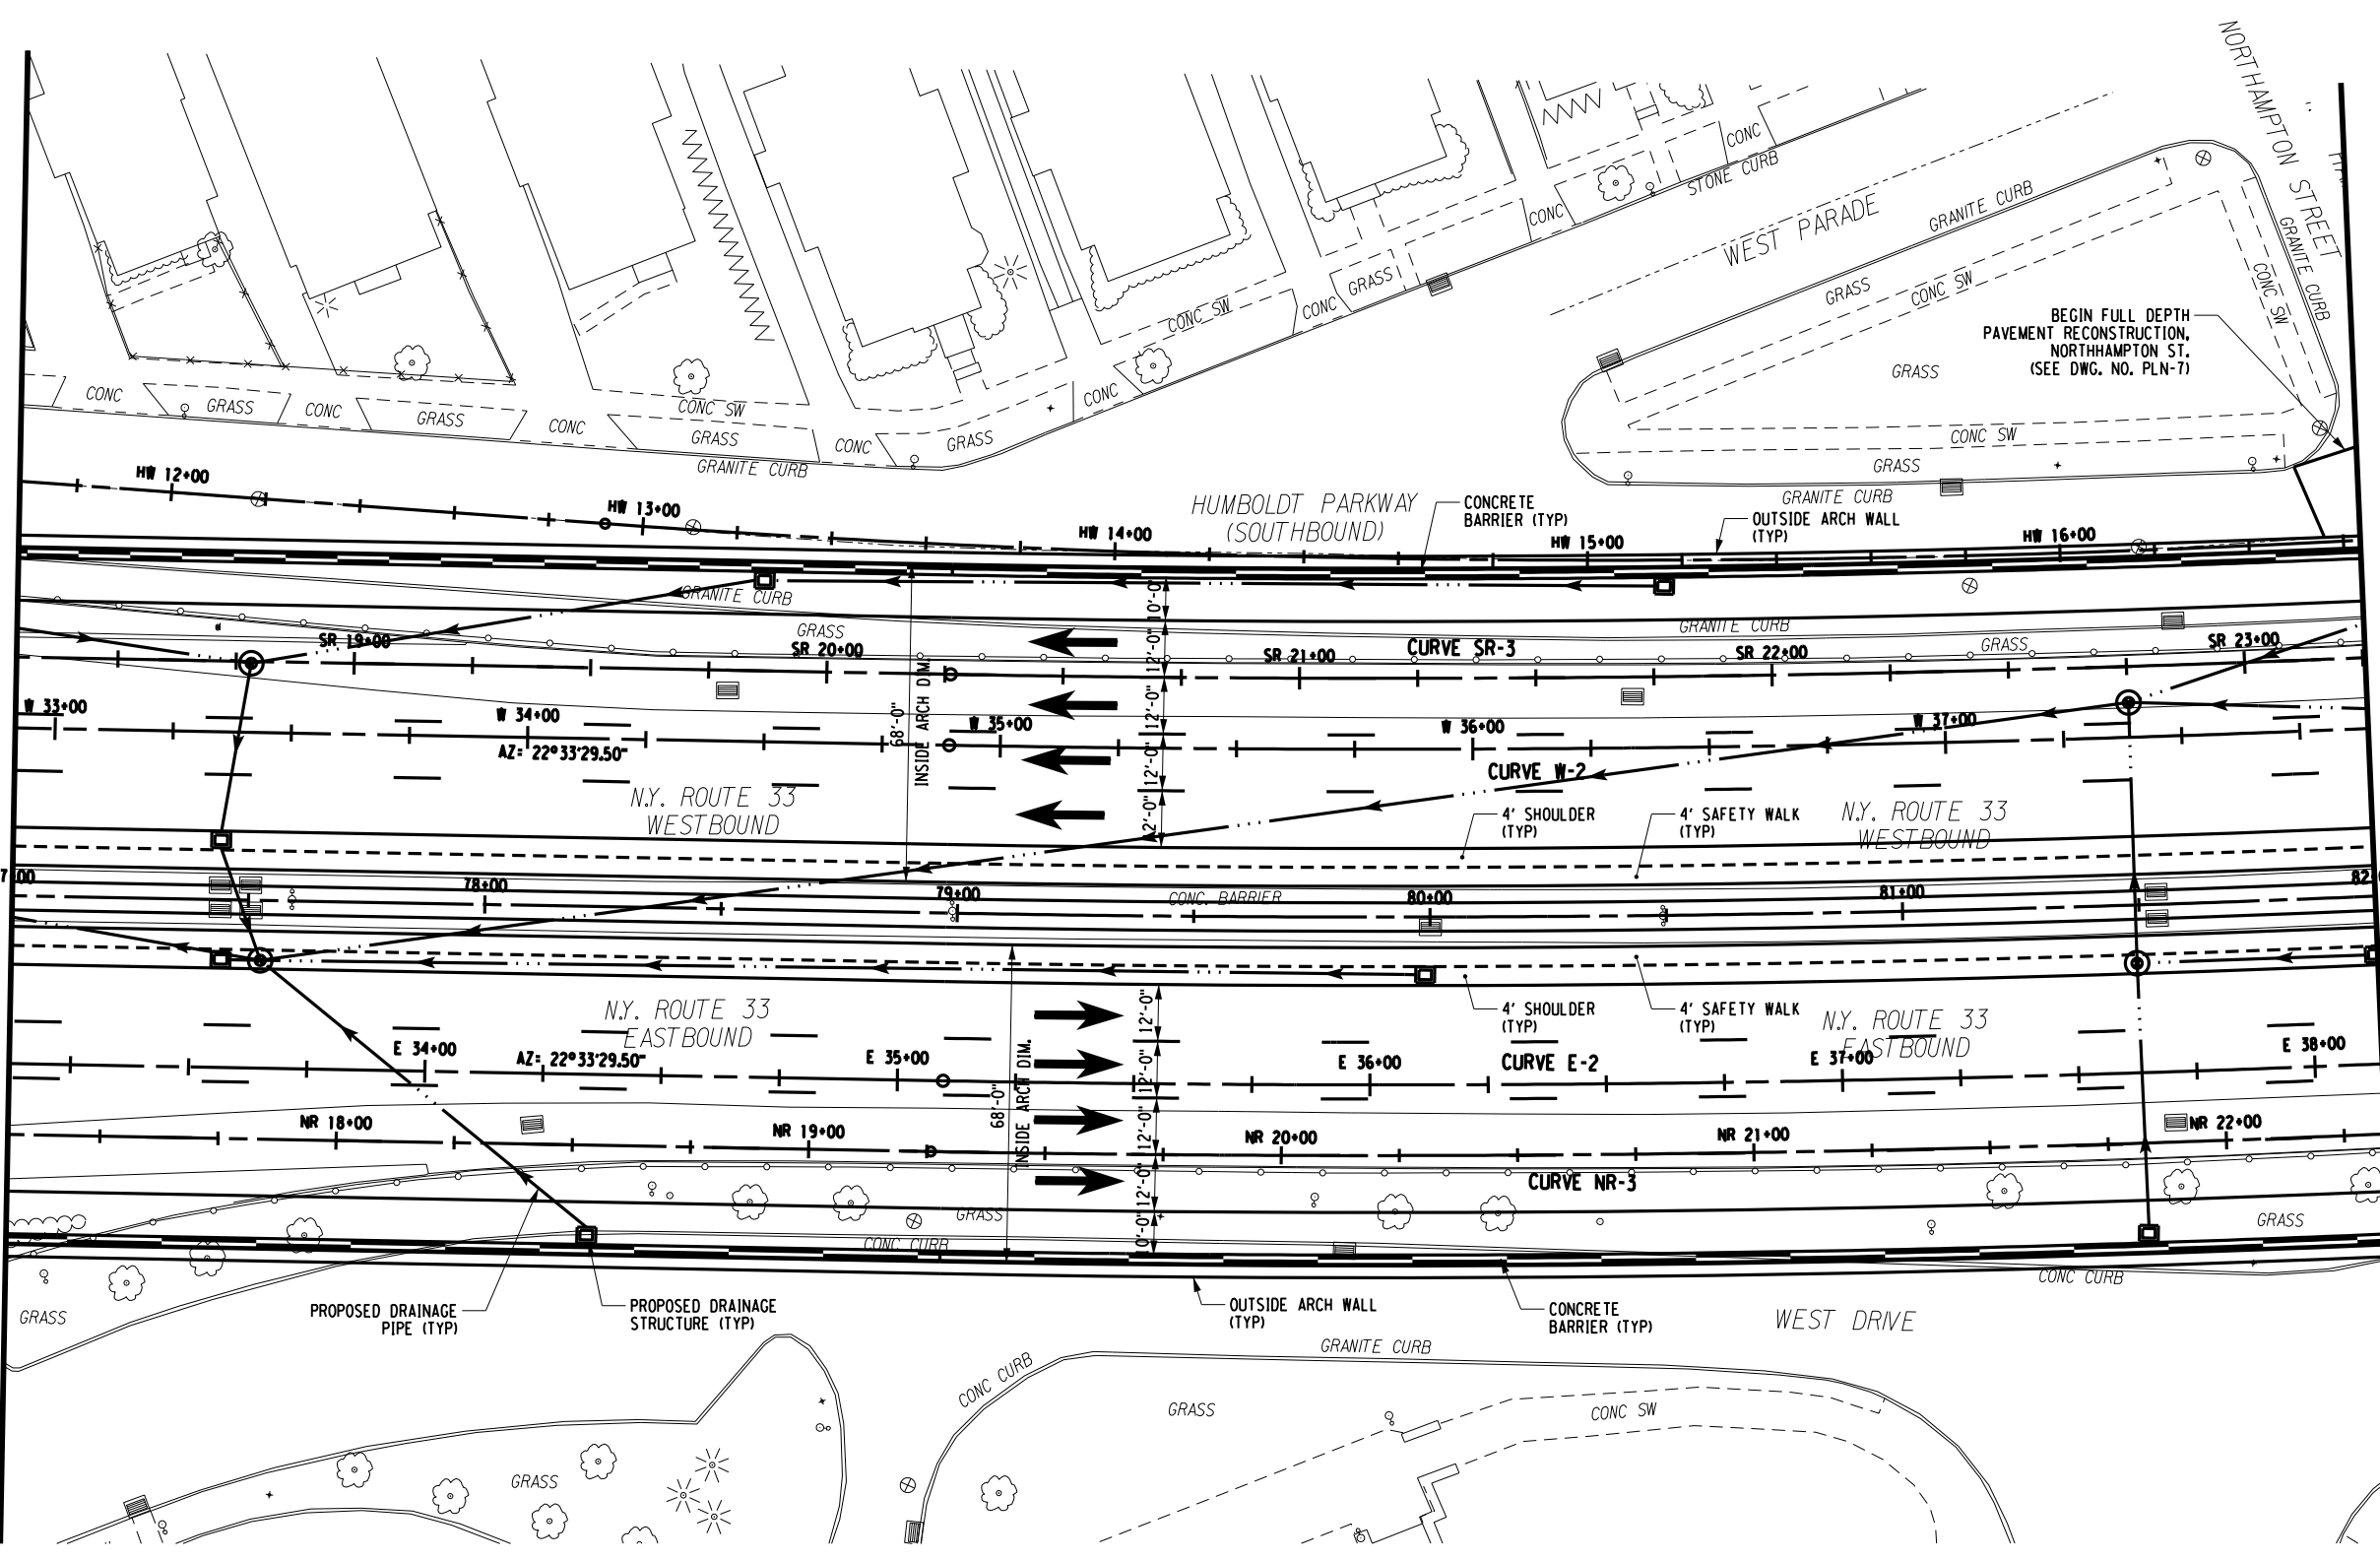 NORTHAMPTON STREET
CONC
STONE CURB
WEST PARADE
GRANITE CURB
GRANITE CURB
CONC
GRASS
CONC SW
CONC SW
GRASS
CONC
CONC SW
BEGIN FULL DEPTH
PAVEMENT RECONSTRUCTION,
NORTHHAMPTON ST.
(SEE DWG. NO. PLN-7)
GRASS
CONC
GRASS
CONC
GRASS
CONC
CONC SW
GRASS
CONC
GRASS
CONC
GRANITE CURB
CONC SW
GRASS
GRANITE CURB
HW 12+00
HW 13+00
HW 14+00
HW 15+00
HW 16+00
HUMBOLDT PARKWAY
(SOUTHBOUND)
CONCRETE
BARRIER (TYP)
OUTSIDE ARCH WALL
(TYP)
GRANITE CURB
GRASS
GRANITE CURB
GRASS
SR 19+00
SR 20+00
SR 21+00
CURVE SR-3
SR 22+00
SR 23+00
10'-0"
12'-0"
12'-0"
12'-0"
12'-0"
68'-0"
INSIDE ARCH DIM.
W 33+00
W 34+00
W 35+00
W 36+00
W 37+00
AZ: 22°33'29.50"
CURVE W-2
N.Y. ROUTE 33
WESTBOUND
4' SHOULDER
(TYP)
4' SAFETY WALK
(TYP)
N.Y. ROUTE 33
WESTBOUND
78+00
79+00
CONC. BARRIER
80+00
81+00
N.Y. ROUTE 33
EASTBOUND
4' SHOULDER
(TYP)
4' SAFETY WALK
(TYP)
N.Y. ROUTE 33
EASTBOUND
12'-0"
12'-0"
12'-0"
12'-0"
10'-0"
68'-0"
INSIDE ARCH DIM.
E 34+00
AZ: 22°33'29.50"
E 35+00
E 36+00
CURVE E-2
E 37+00
E 38+00
NR 18+00
NR 19+00
NR 20+00
NR 21+00
NR 22+00
CURVE NR-3
GRASS
GRASS
CONC CURB
CONC CURB
GRASS
PROPOSED DRAINAGE
PIPE (TYP)
PROPOSED DRAINAGE
STRUCTURE (TYP)
OUTSIDE ARCH WALL
(TYP)
CONCRETE
BARRIER (TYP)
WEST DRIVE
GRANITE CURB
CONC CURB
GRASS
CONC SW
GRASS